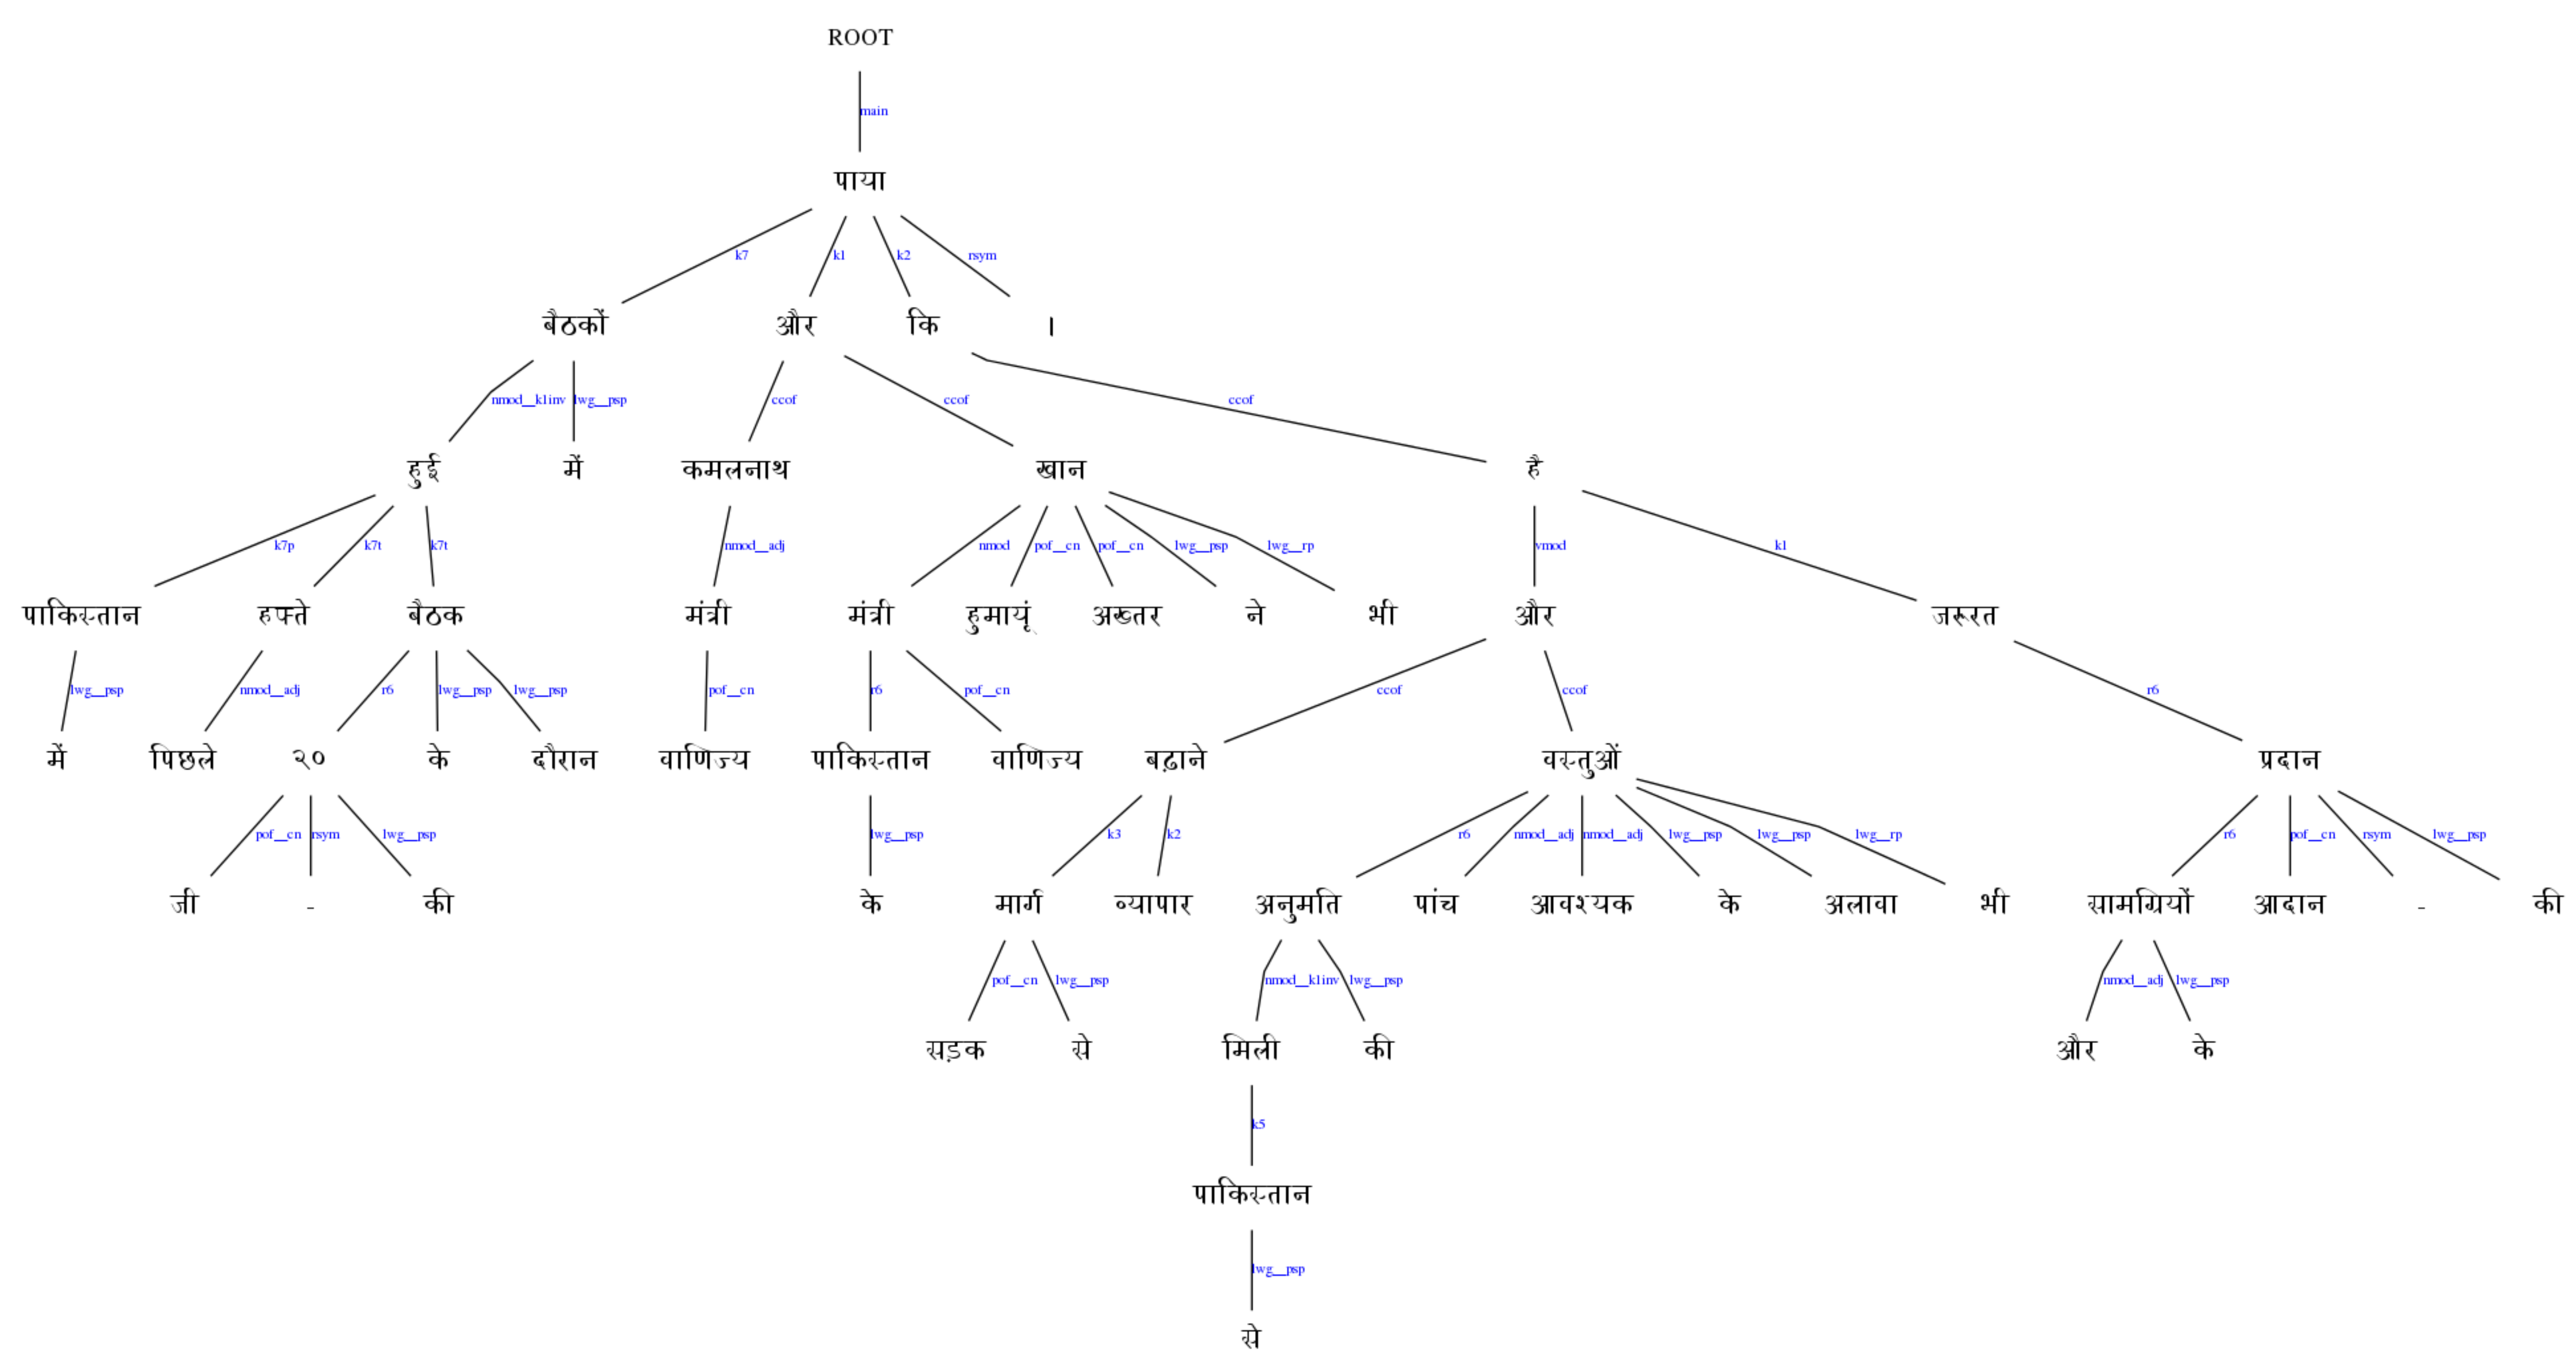 ROOT
main
पाया
k7 k1 k2 rsym
बैठकों और कि ।
nmod__k1inv lwg__psp ccof ccof ccof
हुई में कमलनाथ खान है
k7p k7t k7t nmod__adj nmod pof__cn pof__cn lwg__psp lwg__rp vmod k1
पाकिस्तान हफ्ते बैठक मंत्री मंत्री हुमायूं अख्तर ने भी और जरूरत
lwg__psp nmod__adj r6 lwg__psp lwg__psp pof__cn r6 pof__cn ccof ccof r6
में पिछले २० के दौरान वाणिज्य पाकिस्तान वाणिज्य बढ़ाने वस्तुओं प्रदान
pof__cn rsym lwg__psp lwg__psp k3 k2 r6 nmod__adj nmod__adj lwg__psp lwg__psp lwg__rp r6 pof__cn rsym lwg__psp
जी - की के मार्ग व्यापार अनुमति पांच आवश्यक के अलावा भी सामग्रियों आदान - की
pof__cn lwg__psp nmod__k1inv lwg__psp nmod__adj lwg__psp
सड़क से मिली की और के
k5
पाकिस्तान
lwg__psp
से